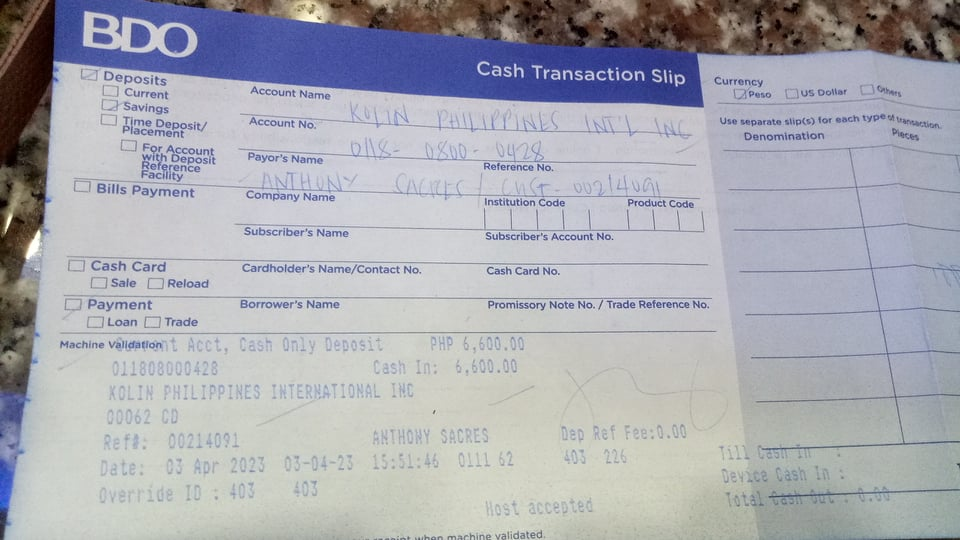 BDO
Cash Transaction Slip
Deposits
Current
Savings
Time Deposit/
Placement
For Account
with Deposit
Reference
Facility
Bills Payment
Cash Card
Sale Reload
Payment
Loan Trade
Account Name
KOLIN PHILIPPINES INT'L INC
Account No.
0118- 0800- 0428
Payor's Name Reference No.
ANTHONY SACRES / CUST- 00214091
Company Name Institution Code Product Code
Subscriber's Name Subscriber's Account No.
Cardholder's Name/Contact No. Cash Card No.
Borrower's Name Promissory Note No. / Trade Reference No.
Currency
Peso US Dollar Others
Use separate slip(s) for each type of transaction.
Denomination Pieces
Machine Validation
Current Acct, Cash Only Deposit PHP 6,600.00
011808000428 Cash In: 6,600.00
KOLIN PHILIPPINES INTERNATIONAL INC
00062 CD
Ref#: 00214091 ANTHONY SACRES Dep Ref Fee:0.00
Date: 03 Apr 2023 03-04-23 15:51:46 0111 62 403 226
Override ID : 403 403
Host accepted
Till Cash In :
Device Cash In :
Total Cash Out : 0.00
receipt when machine validated.